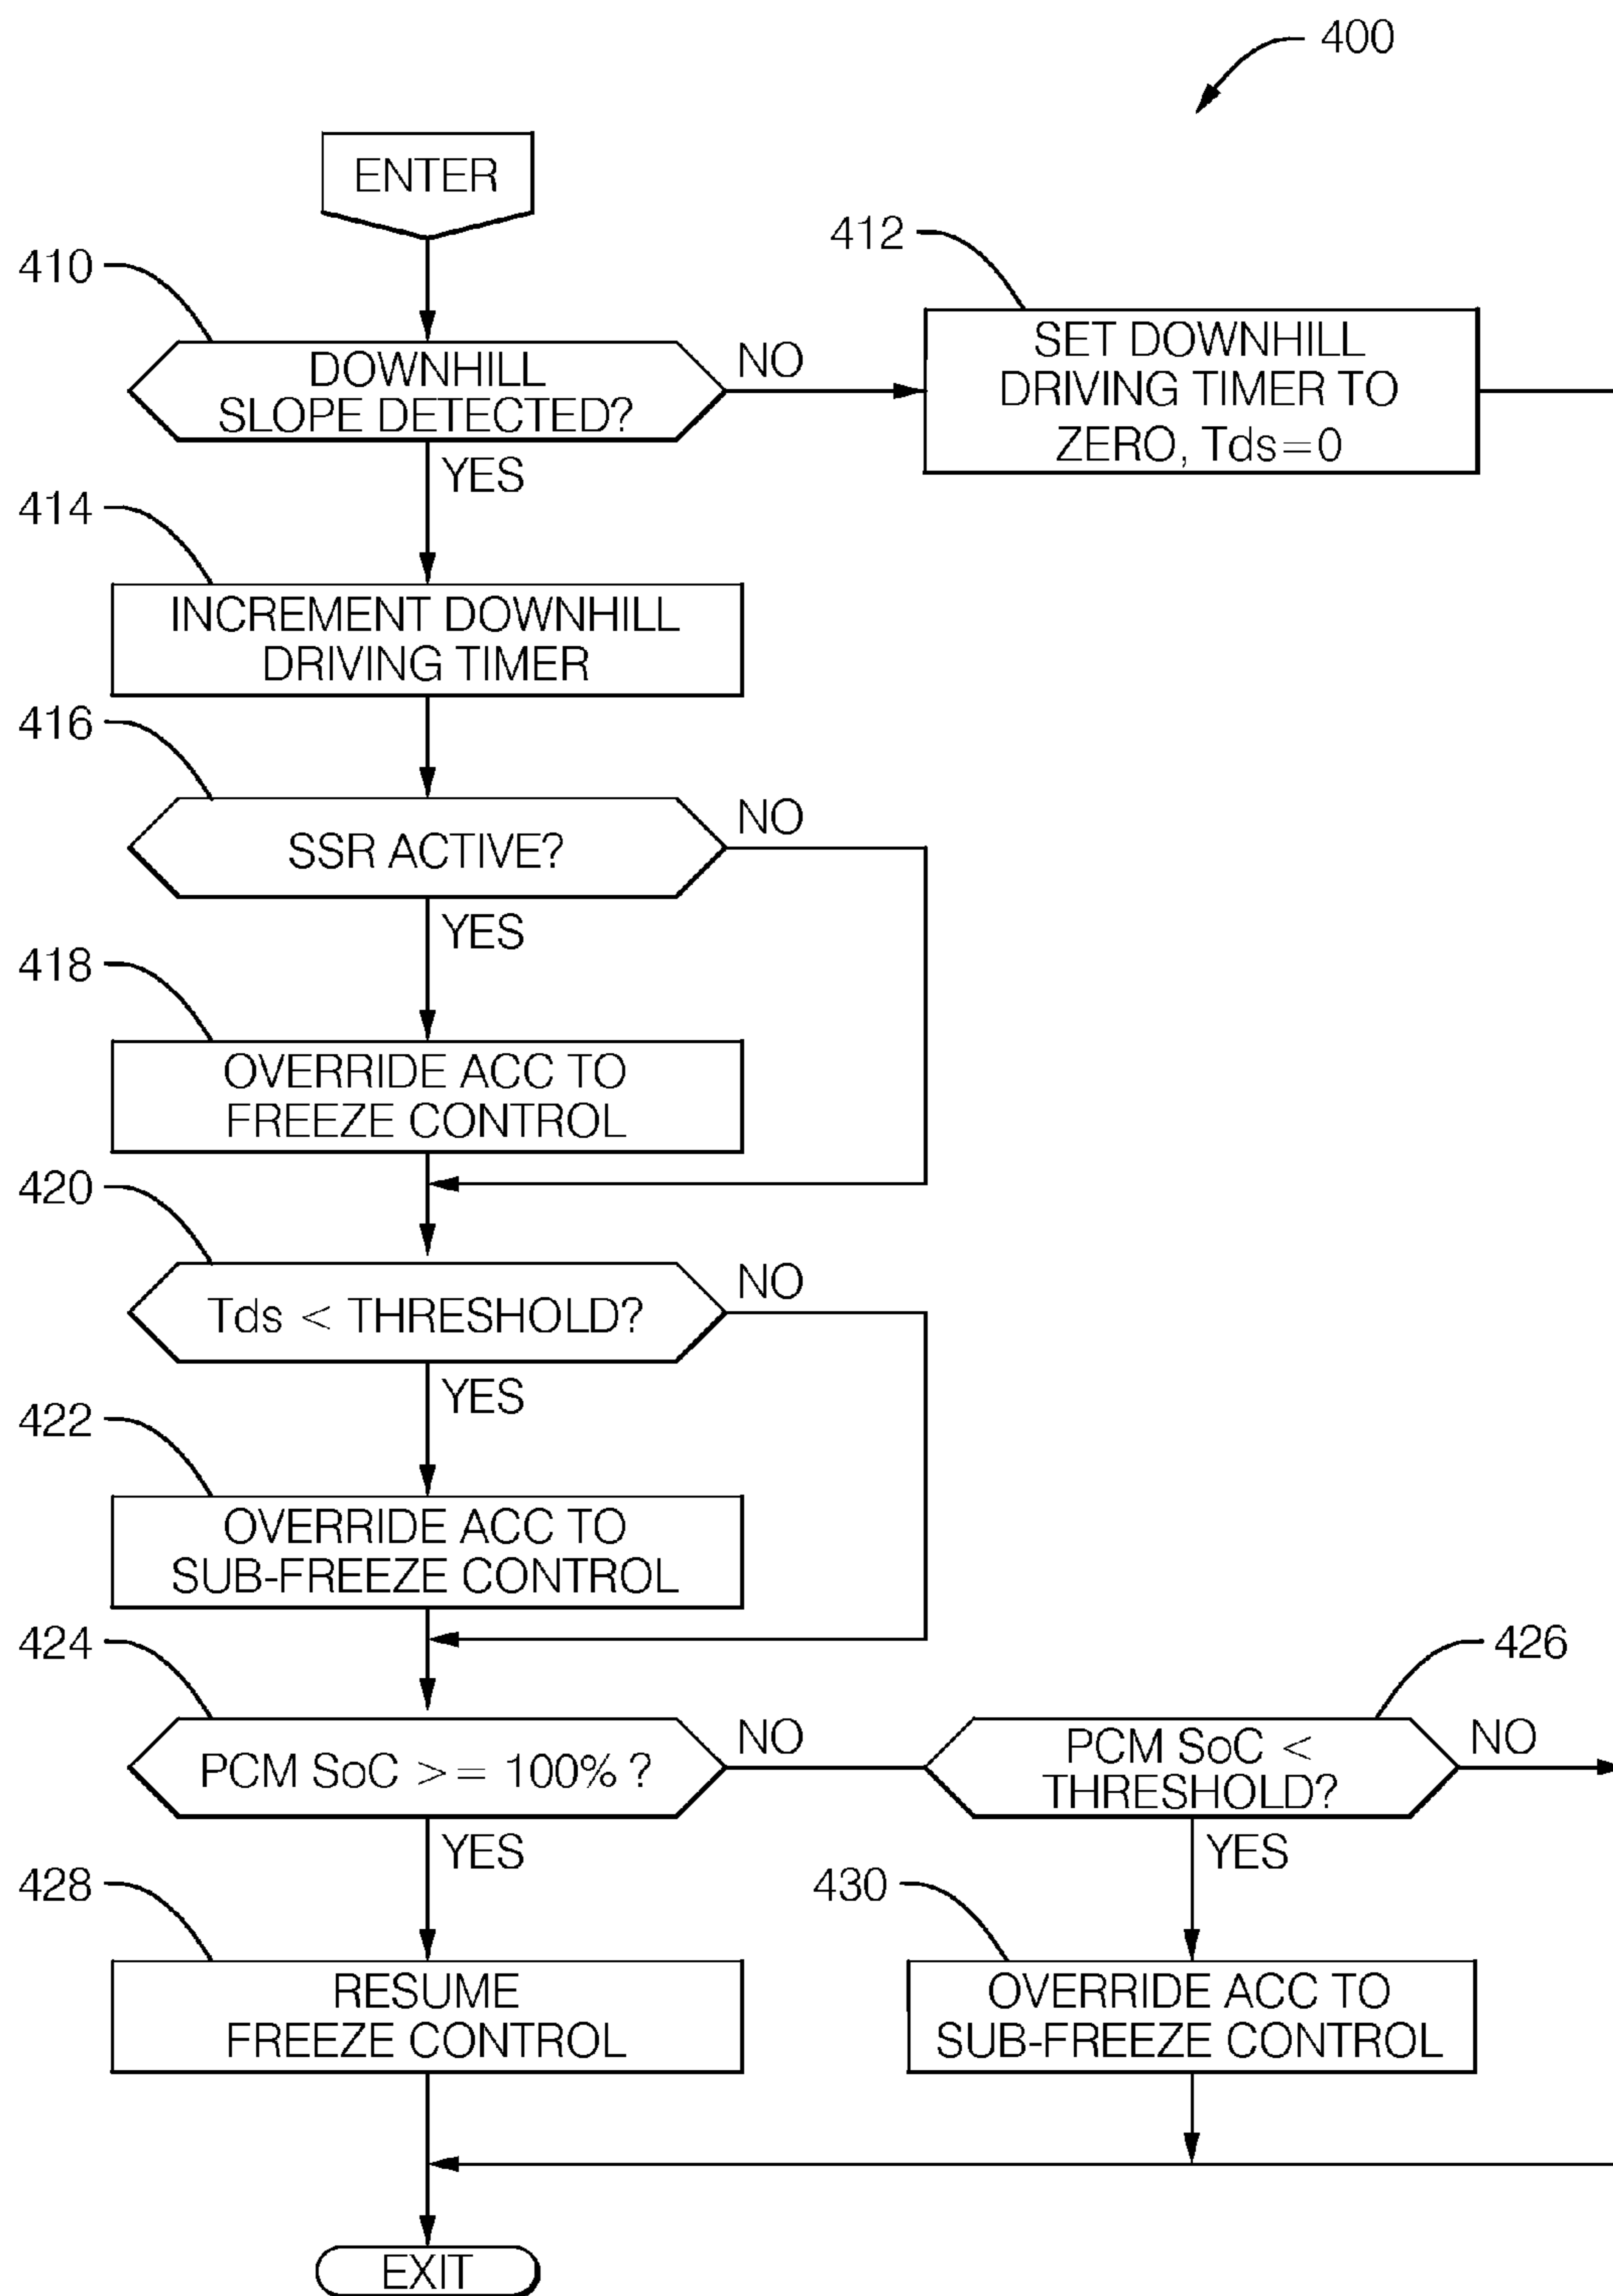 400
ENTER
410
412
DOWNHILL
SLOPE DETECTED?
NO
SET DOWNHILL
DRIVING TIMER TO
ZERO, Tds=0
YES
414
INCREMENT DOWNHILL
DRIVING TIMER
416
SSR ACTIVE?
NO
YES
418
OVERRIDE ACC TO
FREEZE CONTROL
420
Tds < THRESHOLD?
NO
YES
422
OVERRIDE ACC TO
SUB-FREEZE CONTROL
424
426
PCM SoC >= 100% ?
NO
PCM SoC <
THRESHOLD?
NO
YES
YES
428
430
RESUME
FREEZE CONTROL
OVERRIDE ACC TO
SUB-FREEZE CONTROL
EXIT